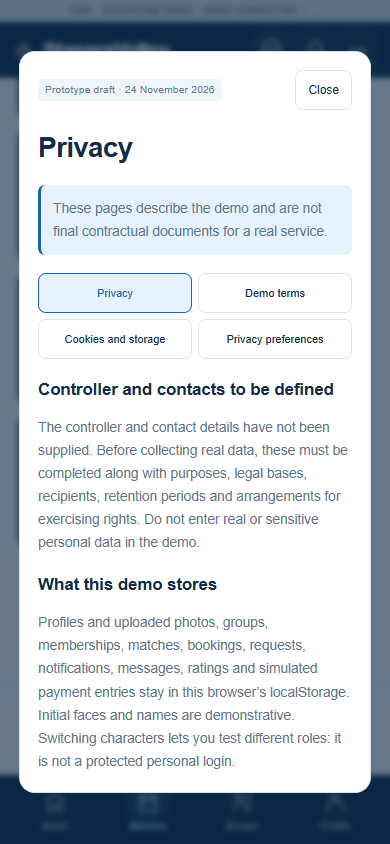 Prototype draft · 24 November 2026
Close
Privacy
These pages describe the demo and are not
final contractual documents for a real service.
Privacy
Demo terms
Cookies and storage
Privacy preferences
Controller and contacts to be defined
The controller and contact details have not been
supplied. Before collecting real data, these must be
completed along with purposes, legal bases,
recipients, retention periods and arrangements for
exercising rights. Do not enter real or sensitive
personal data in the demo.
What this demo stores
Profiles and uploaded photos, groups,
memberships, matches, bookings, requests,
notifications, messages, ratings and simulated
payment entries stay in this browser’s localStorage.
Initial faces and names are demonstrative.
Switching characters lets you test different roles: it
is not a protected personal login.